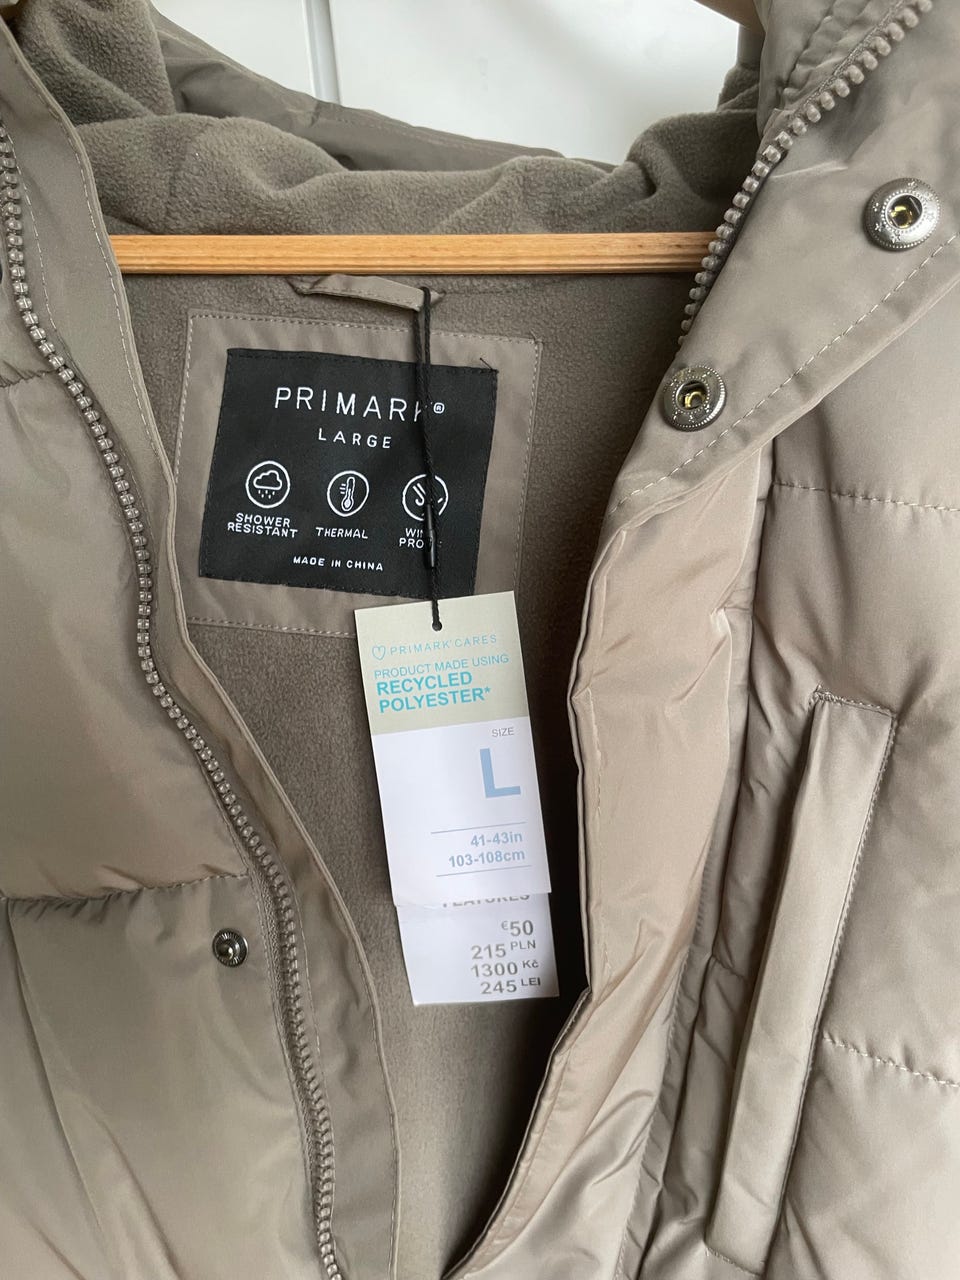 PRIMARK®
LARGE
SHOWER
RESISTANT
THERMAL
MADE IN CHINA
PRIMARK CARES
PRODUCT MADE USING
RECYCLED
POLYESTER*
SIZE
L
41-43in
103-108cm
FEATURES
€50
215 PLN
1300 Kč
245 LEI